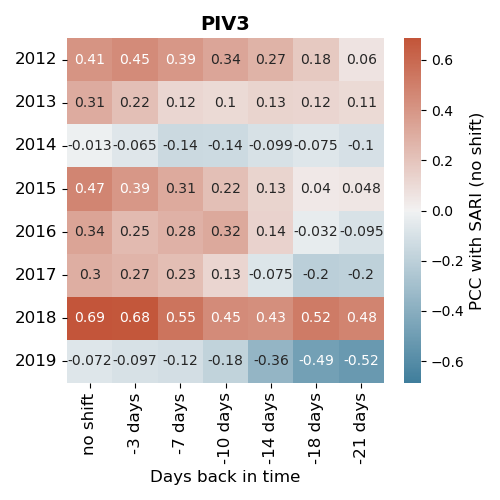 PIV3
2012 0.41 0.45 0.39 0.34 0.27 0.18 0.06
2013 0.31 0.22 0.12 0.1 0.13 0.12 0.11
2014 -0.013 -0.065 -0.14 -0.14 -0.099 -0.075 -0.1
2015 0.47 0.39 0.31 0.22 0.13 0.04 0.048
2016 0.34 0.25 0.28 0.32 0.14 -0.032 -0.095
2017 0.3 0.27 0.23 0.13 -0.075 -0.2 -0.2
2018 0.69 0.68 0.55 0.45 0.43 0.52 0.48
2019 -0.072 -0.097 -0.12 -0.18 -0.36 -0.49 -0.52
no shift
-3 days
-7 days
-10 days
-14 days
-18 days
-21 days
Days back in time
0.6
0.4
0.2
0.0
−0.2
−0.4
−0.6
PCC with SARI (no shift)